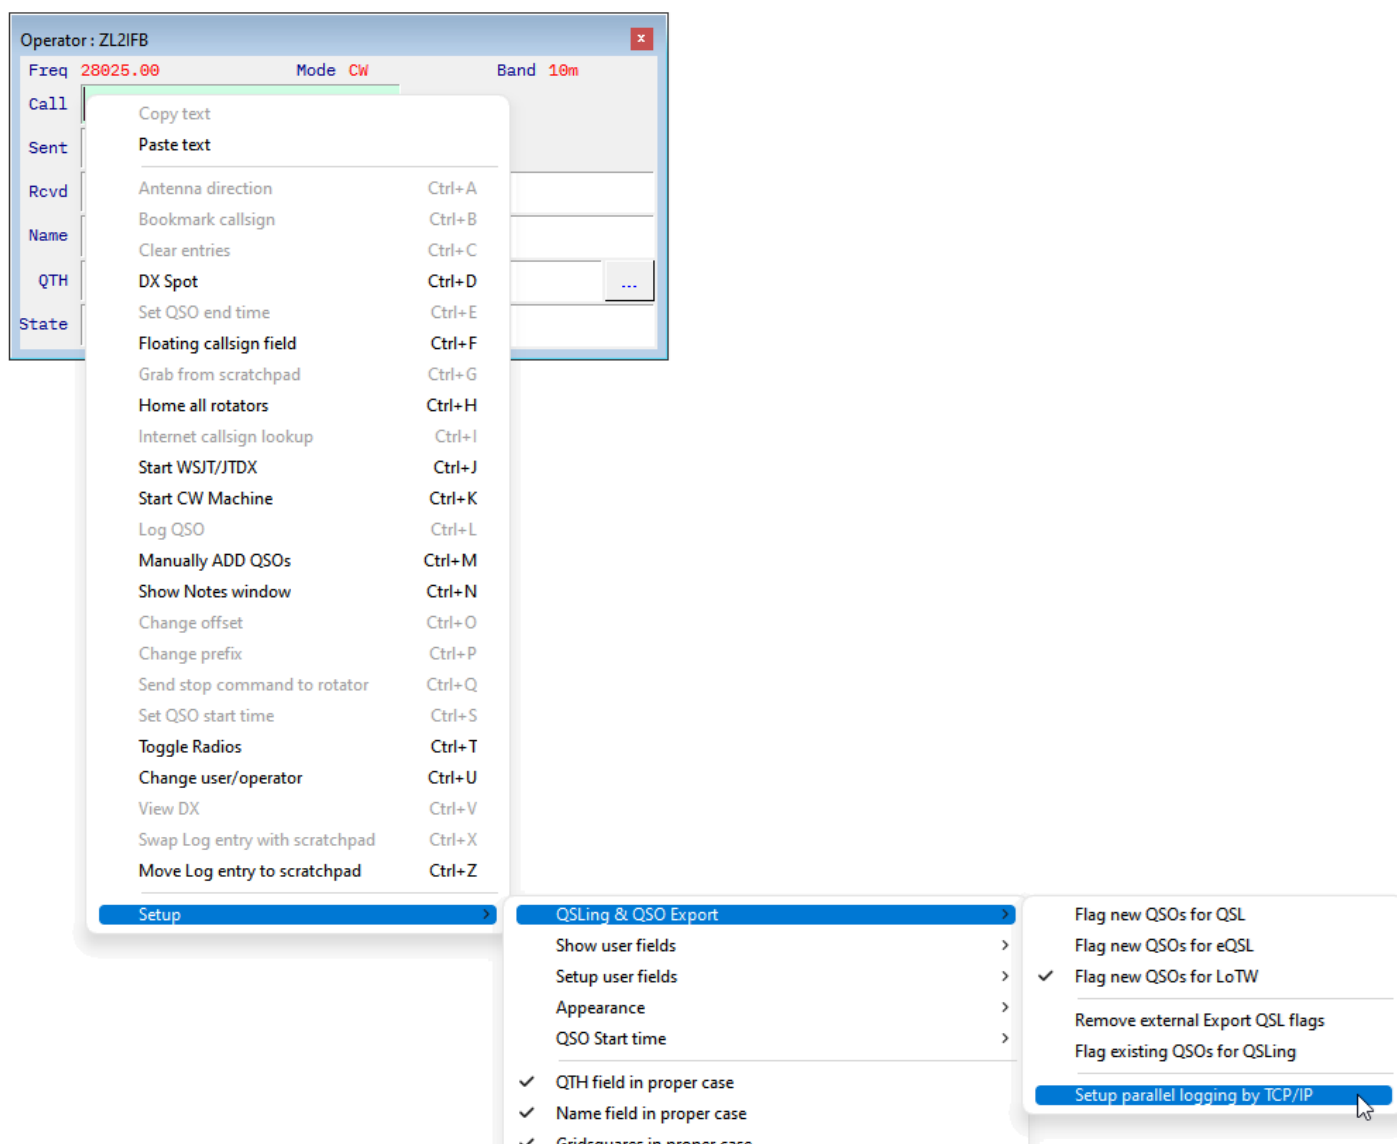 Operator : ZL2IFB x
Freq 28025.00 Mode CW Band 10m
Call
Sent
Rcvd
Name
QTH ...
State
Copy text
Paste text
Antenna direction Ctrl+A
Bookmark callsign Ctrl+B
Clear entries Ctrl+C
DX Spot Ctrl+D
Set QSO end time Ctrl+E
Floating callsign field Ctrl+F
Grab from scratchpad Ctrl+G
Home all rotators Ctrl+H
Internet callsign lookup Ctrl+I
Start WSJT/JTDX Ctrl+J
Start CW Machine Ctrl+K
Log QSO Ctrl+L
Manually ADD QSOs Ctrl+M
Show Notes window Ctrl+N
Change offset Ctrl+O
Change prefix Ctrl+P
Send stop command to rotator Ctrl+Q
Set QSO start time Ctrl+S
Toggle Radios Ctrl+T
Change user/operator Ctrl+U
View DX Ctrl+V
Swap Log entry with scratchpad Ctrl+X
Move Log entry to scratchpad Ctrl+Z
Setup
QSLing & QSO Export
Show user fields
Setup user fields
Appearance
QSO Start time
QTH field in proper case
Name field in proper case
Gridsquares in proper case
Flag new QSOs for QSL
Flag new QSOs for eQSL
Flag new QSOs for LoTW
Remove external Export QSL flags
Flag existing QSOs for QSLing
Setup parallel logging by TCP/IP